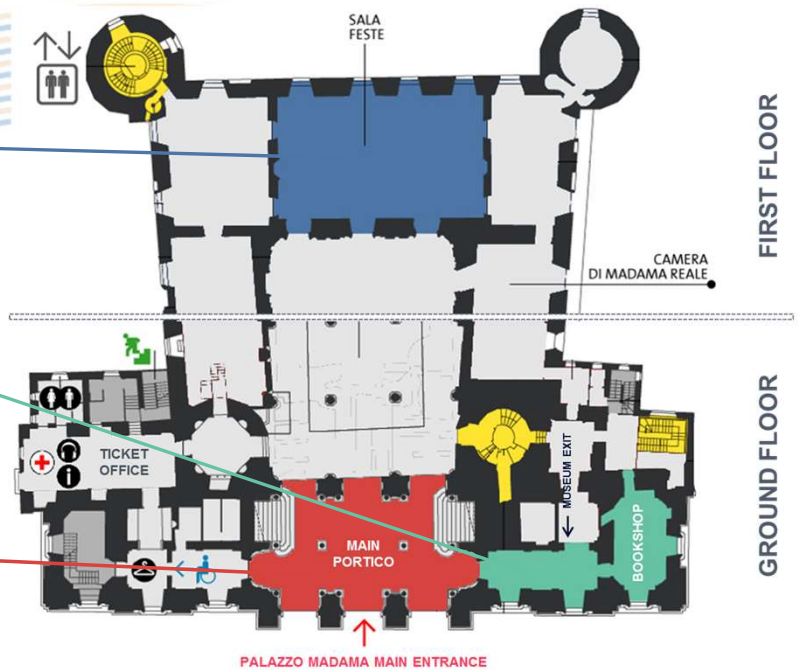 SALA
FESTE
FIRST FLOOR
CAMERA
DI MADAMA REALE
TICKET
OFFICE
MUSEUM EXIT
BOOKSHOP
GROUND FLOOR
MAIN
PORTICO
PALAZZO MADAMA MAIN ENTRANCE